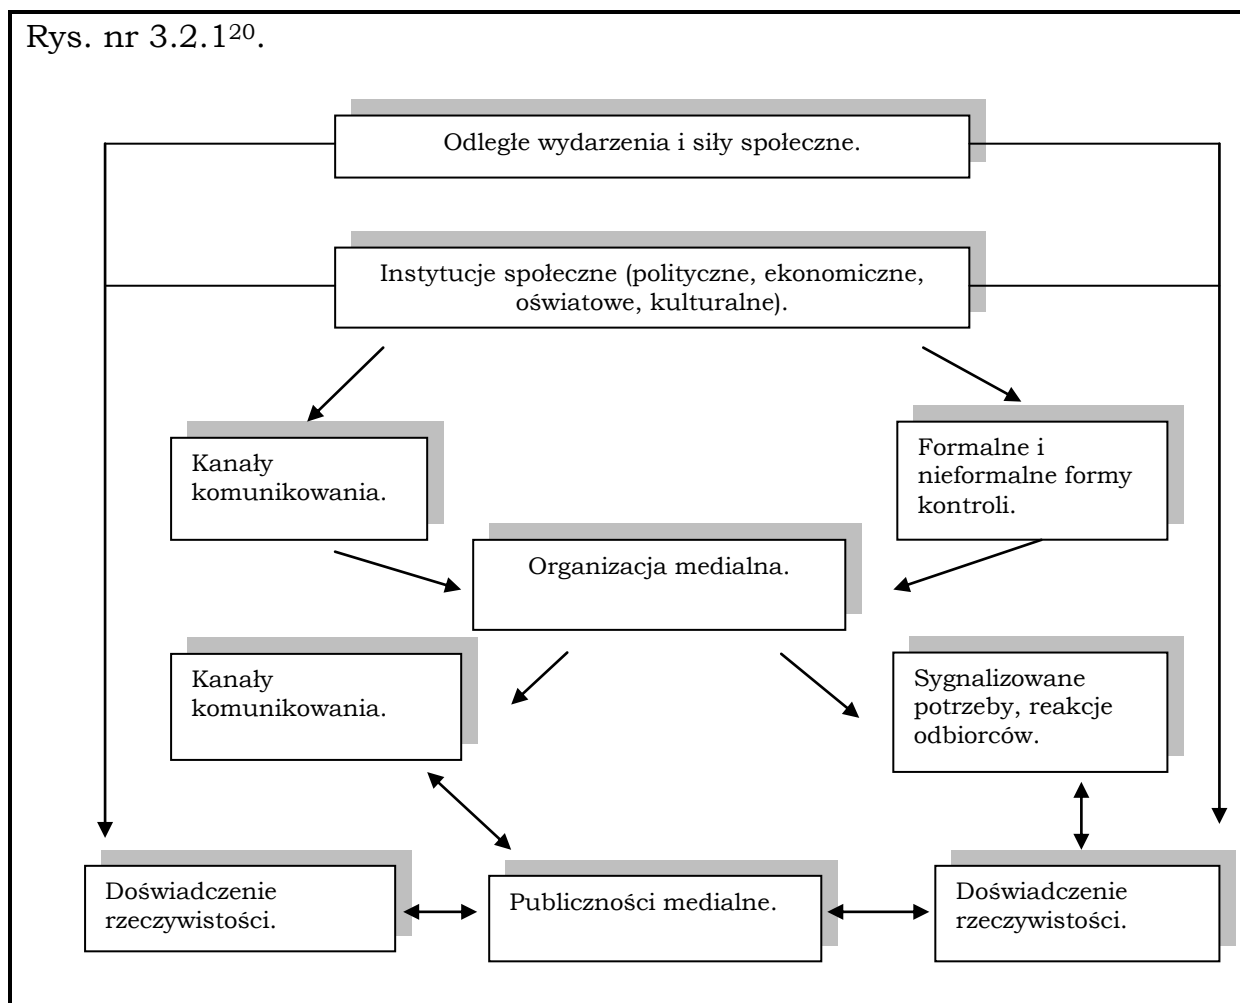 Rys. nr 3.2.1²⁰.
Odległe wydarzenia i siły społeczne.
Instytucje społeczne (polityczne, ekonomiczne,
oświatowe, kulturalne).
Kanały
komunikowania.
Formalne i
nieformalne formy
kontroli.
Organizacja medialna.
Kanały
komunikowania.
Sygnalizowane
potrzeby, reakcje
odbiorców.
Doświadczenie
rzeczywistości.
Publiczności medialne.
Doświadczenie
rzeczywistości.